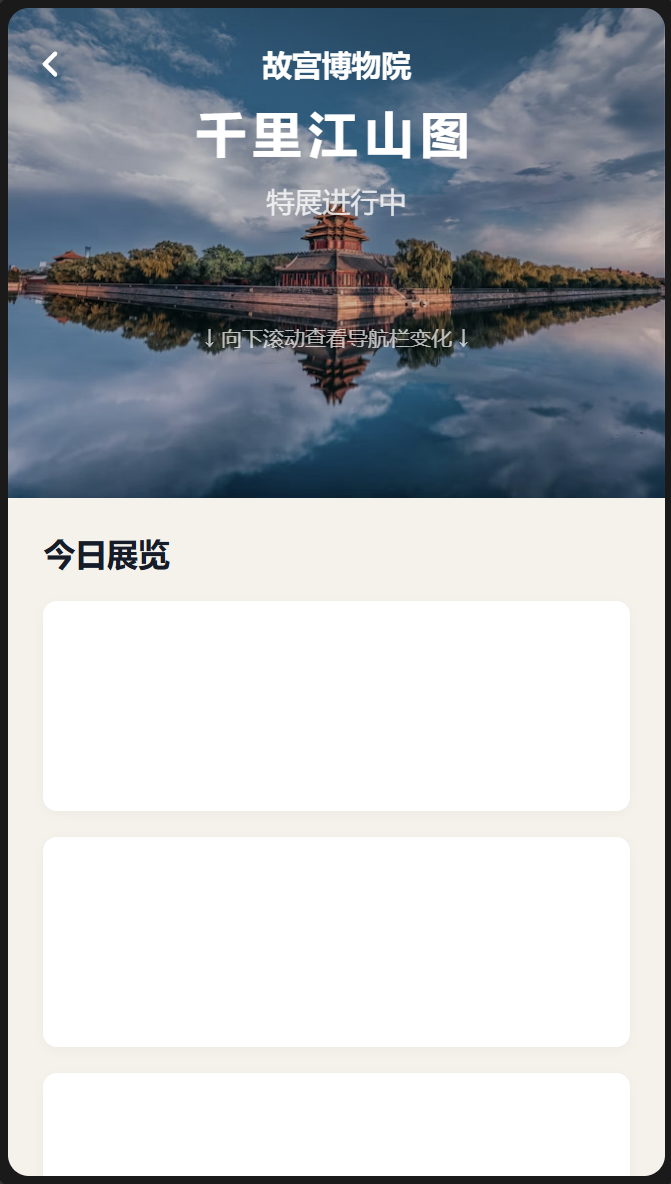 故宫博物院
千里江山图
特展进行中
↓ 向下滚动查看导航栏变化 ↓
今日展览